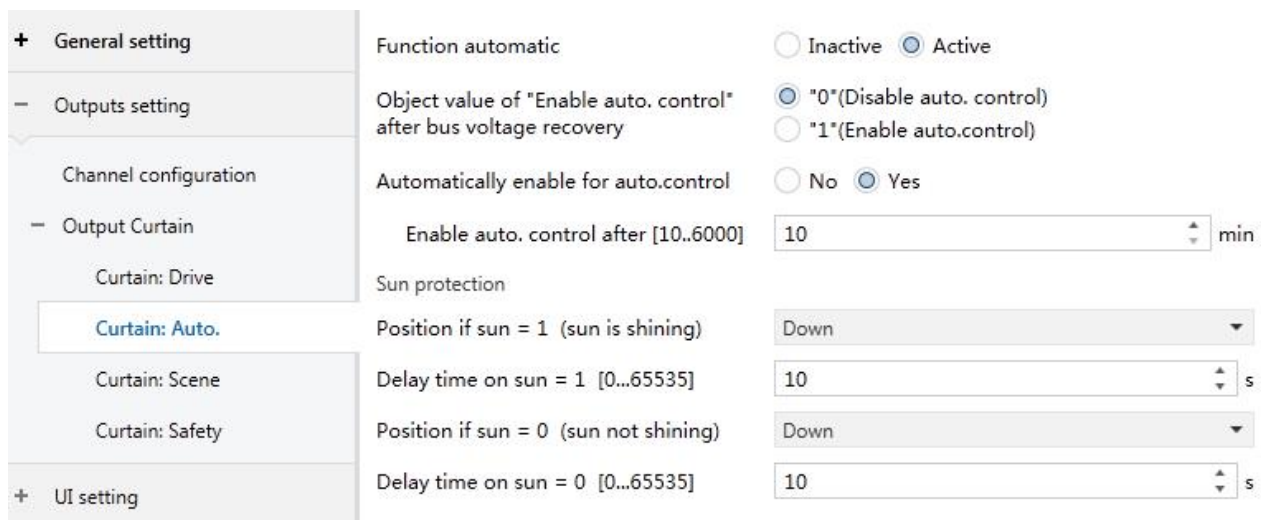 + General setting
− Outputs setting
Channel configuration
− Output Curtain
Curtain: Drive
Curtain: Auto.
Curtain: Scene
Curtain: Safety
+ UI setting
Function automatic Inactive Active
Object value of "Enable auto. control"
after bus voltage recovery
"0"(Disable auto. control)
"1"(Enable auto.control)
Automatically enable for auto.control No Yes
Enable auto. control after [10..6000] 10 min
Sun protection
Position if sun = 1 (sun is shining) Down
Delay time on sun = 1 [0...65535] 10 s
Position if sun = 0 (sun not shining) Down
Delay time on sun = 0 [0...65535] 10 s